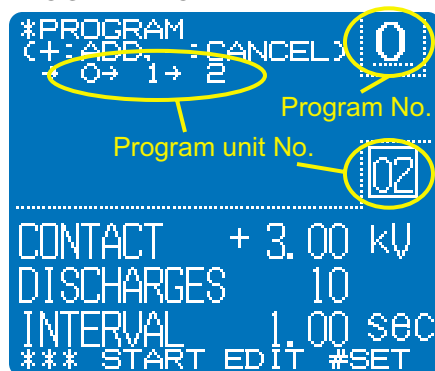 *PROGRAM
(+:ADD. :CANCEL)
→ 0→ 1→ 2
0
Program No.
Program unit No.
02
CONTACT + 3.00 kV
DISCHARGES 10
INTERVAL 1.00 sec
*** START EDIT #SET